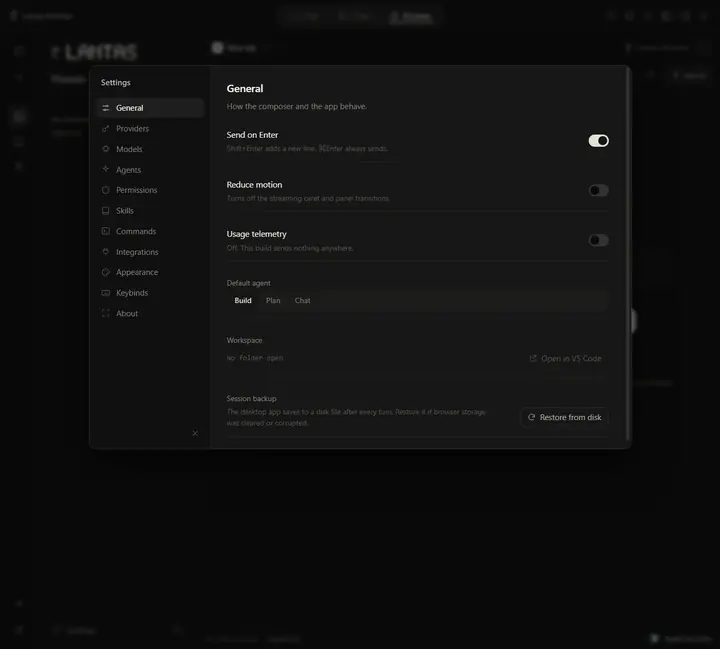 LANTAS
Settings
General
Providers
Models
Agents
Permissions
Skills
Commands
Integrations
Appearance
Keybinds
About
General
How the composer and the app behave.
Send on Enter
Shift+Enter adds a new line. ⌘Enter always sends.
Reduce motion
Turns off the streaming caret and panel transitions.
Usage telemetry
Off. This build sends nothing anywhere.
Default agent
Build Plan Chat
Workspace
No folder open
Open in VS Code
Session backup
The desktop app saves to a disk file after every turn. Restore it if browser storage
was cleared or corrupted.
Restore from disk